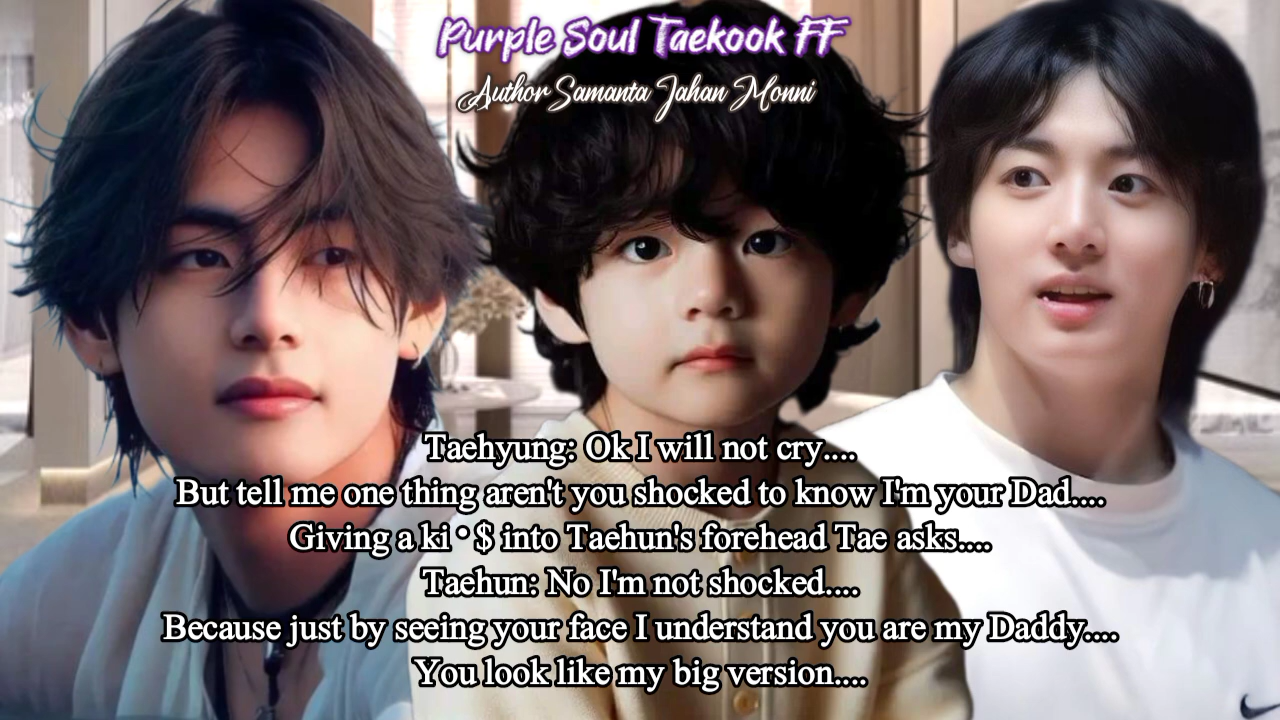 Purple Soul Taekook FF
Author Samanta Jahan Monni
Taehyung: Ok I will not cry....
But tell me one thing aren't you shocked to know I'm your Dad....
Giving a ki•$ into Taehun's forehead Tae asks....
Taehun: No I'm not shocked....
Because just by seeing your face I understand you are my Daddy....
You look like my big version....